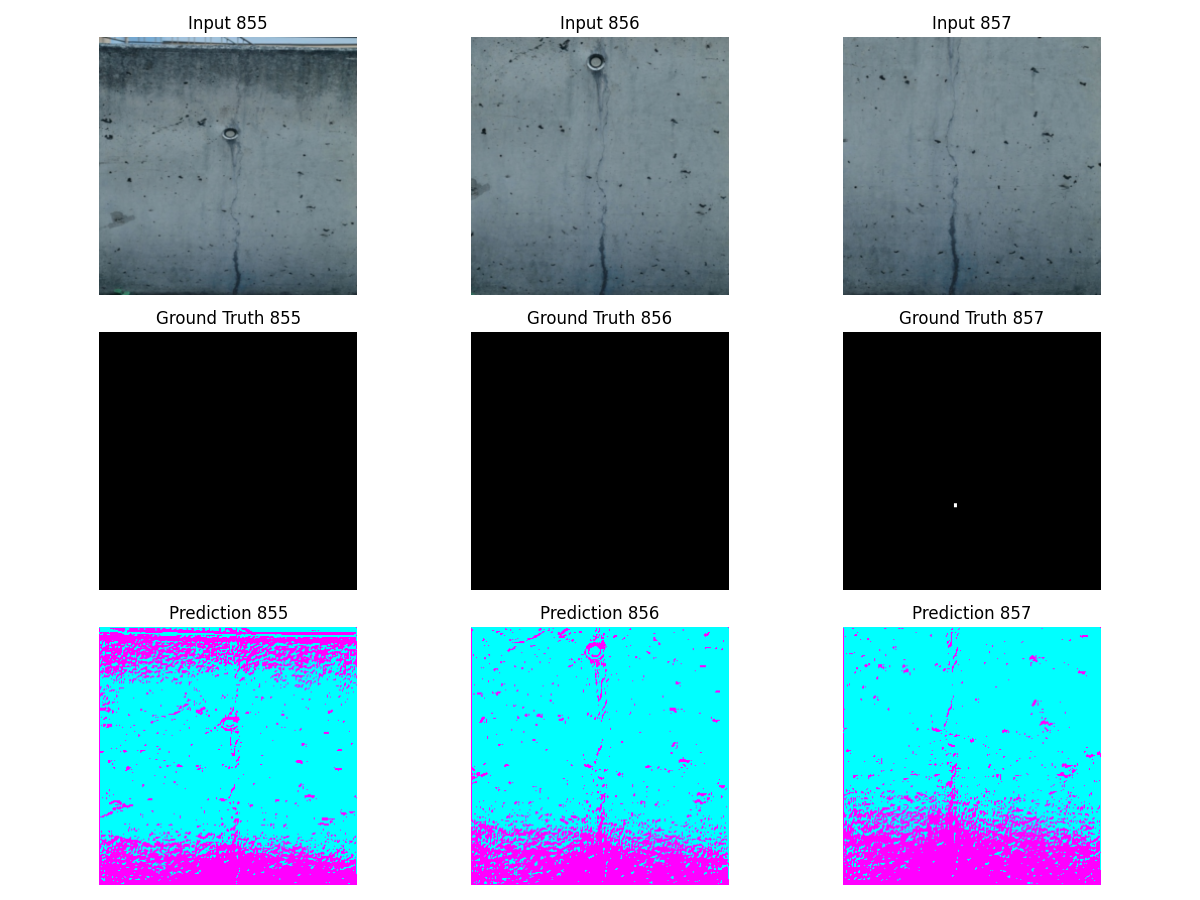 Input 855
Input 856
Input 857
Ground Truth 855
Ground Truth 856
Ground Truth 857
Prediction 855
Prediction 856
Prediction 857